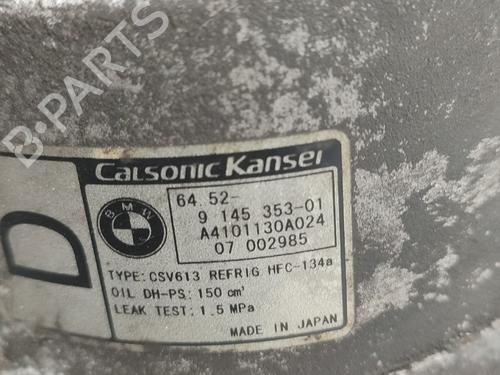 B-PARTS
Calsonic Kansei
BMW
64.52-
9 145 353-01
A4101130A024
07 002985
D
TYPE: CSV613 REFRIG HFC-134a
OIL DH-PS: 150 cm³
LEAK TEST: 1.5 MPa
MADE IN JAPAN